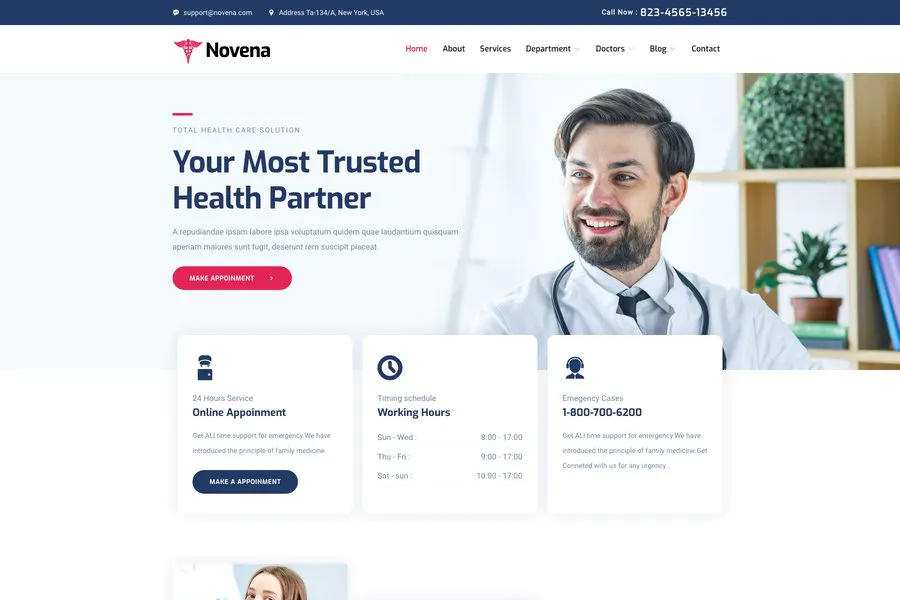 support@novena.com Address Ta-134/A, New York, USA Call Now : 823-4565-13456
Novena
Home About Services Department Doctors Blog Contact
TOTAL HEALTH CARE SOLUTION
Your Most Trusted
Health Partner
A repudiandae ipsam labore ipsa voluptatum quidem quae laudantium quisquam
aperiam maiores sunt fugit, deserunt rem suscipit placeat.
MAKE APPOINMENT >
24 Hours Service
Online Appoinment
Get ALl time support for emergency.We have
introduced the principle of family medicine.
MAKE A APPOINMENT
Timing schedule
Working Hours
Sun - Wed : 8:00 - 17:00
Thu - Fri : 9:00 - 17:00
Sat - sun : 10:00 - 17:00
Emegency Cases
1-800-700-6200
Get ALl time support for emergency.We have
introduced the principle of family medicine.Get
Conneted with us for any urgency .